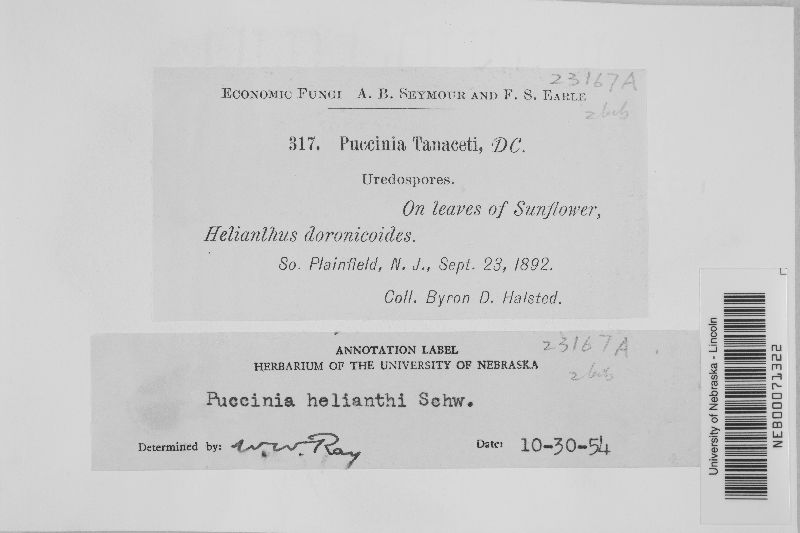 23167A
ECONOMIC FUNGI A. B. SEYMOUR AND F. S. EARLE
317. Puccinia Tanaceti, DC.
Uredospores.
On leaves of Sunflower,
Helianthus doronicoides.
So. Plainfield, N. J., Sept. 23, 1892.
Coll. Byron D. Halsted.
23167A
ANNOTATION LABEL
HERBARIUM OF THE UNIVERSITY OF NEBRASKA
Puccinia helianthi Schw.
Determined by: W. W. Ray
Date: 10-30-54
University of Nebraska - Lincoln
NEB00071322